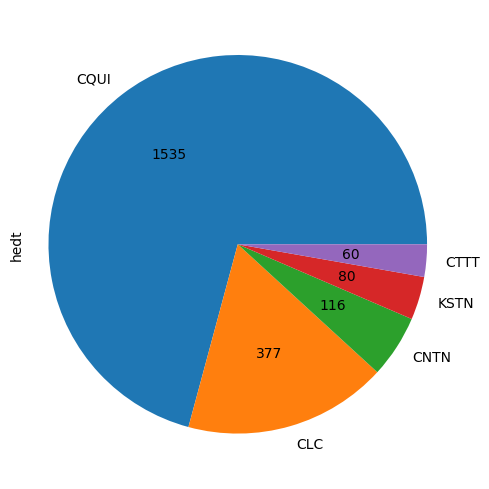 CQUI
1535
hedt
60
CTTT
80
KSTN
116
CNTN
377
CLC